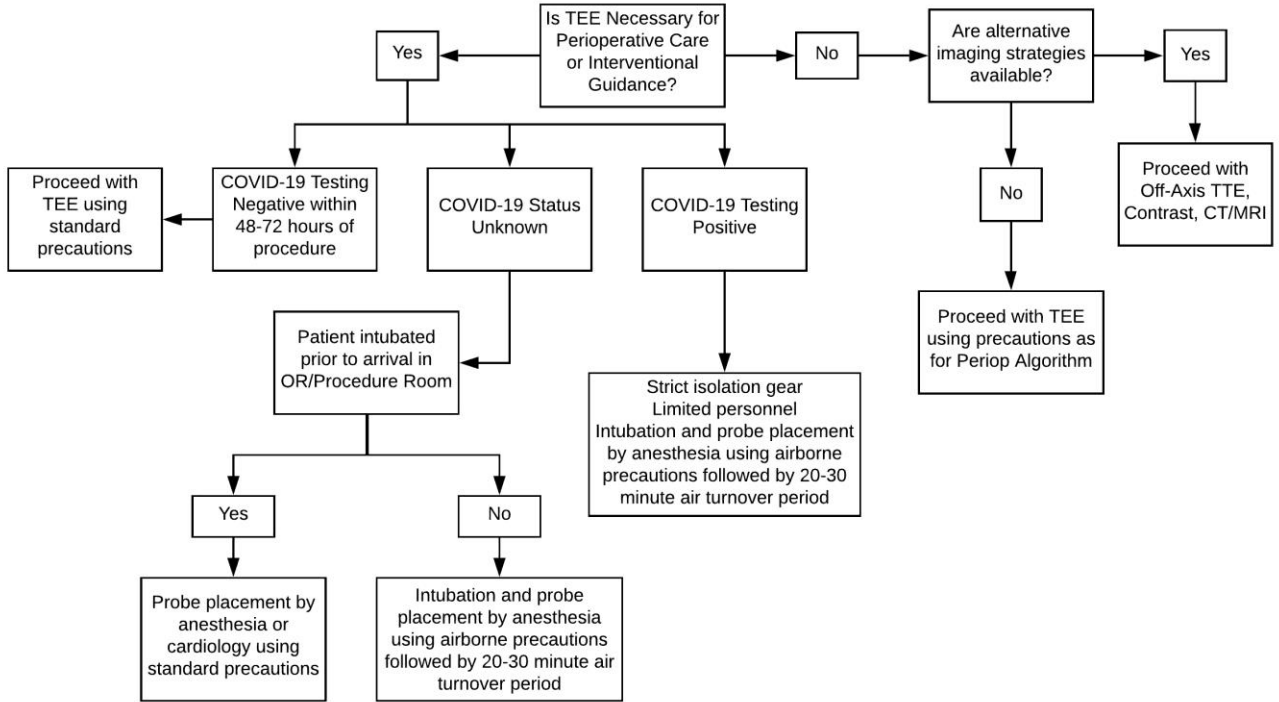 Is TEE Necessary for
Perioperative Care
or Interventional
Guidance?
Yes
No
Are alternative
imaging strategies
available?
Yes
Proceed with
TEE using
standard
precautions
COVID-19 Testing
Negative within
48-72 hours of
procedure
COVID-19 Status
Unknown
COVID-19 Testing
Positive
No
Proceed with
Off-Axis TTE,
Contrast, CT/MRI
Patient intubated
prior to arrival in
OR/Procedure Room
Strict isolation gear
Limited personnel
Intubation and probe placement
by anesthesia using airborne
precautions followed by 20-30
minute air turnover period
Proceed with TEE
using precautions as
for Periop Algorithm
Yes
No
Probe placement by
anesthesia or
cardiology using
standard precautions
Intubation and probe
placement by anesthesia
using airborne precautions
followed by 20-30 minute air
turnover period